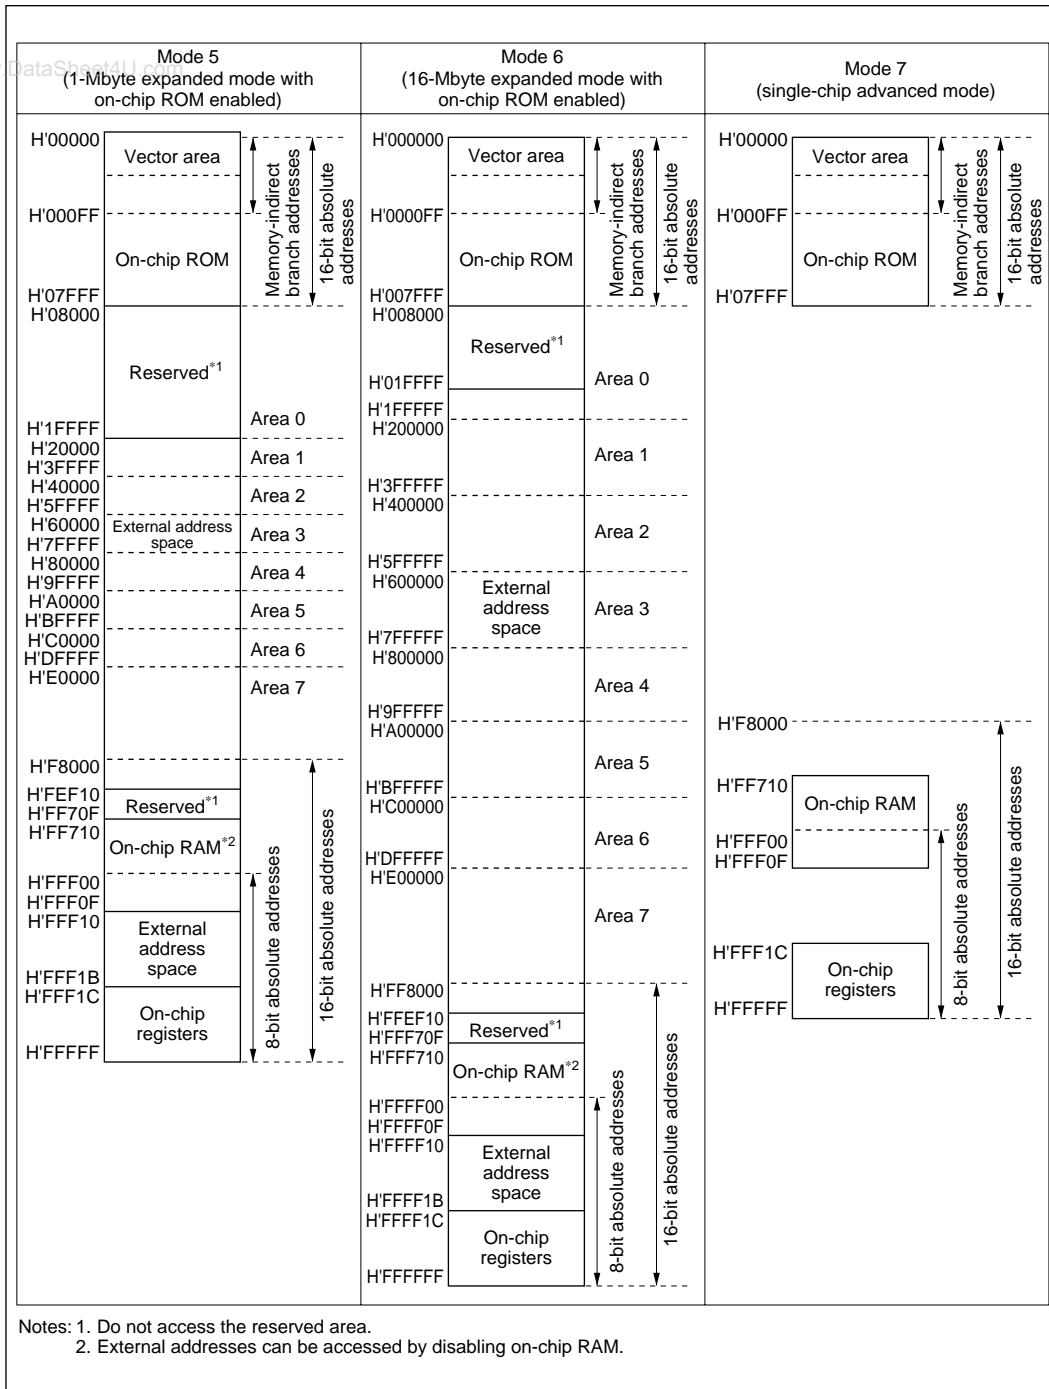 .DataSheet4U.com
Mode 5
(1-Mbyte expanded mode with
on-chip ROM enabled)
H'00000
Vector area
H'000FF
On-chip ROM
H'07FFF
H'08000
Memory-indirect
branch addresses
16-bit absolute
addresses
Reserved*1
H'1FFFF
Area 0
H'20000
H'3FFFF
Area 1
H'40000
H'5FFFF
Area 2
H'60000
H'7FFFF
External address
space
Area 3
H'80000
H'9FFFF
Area 4
H'A0000
H'BFFFF
Area 5
H'C0000
H'DFFFF
Area 6
H'E0000
Area 7
H'F8000
H'FEF10
Reserved*1
H'FF70F
H'FF710
On-chip RAM*2
H'FFF00
H'FFF0F
H'FFF10
External
address
space
H'FFF1B
H'FFF1C
On-chip
registers
H'FFFFF
8-bit absolute addresses
16-bit absolute addresses
Mode 6
(16-Mbyte expanded mode with
on-chip ROM enabled)
H'000000
Vector area
H'0000FF
On-chip ROM
H'007FFF
H'008000
Memory-indirect
branch addresses
16-bit absolute
addresses
Reserved*1
H'01FFFF
Area 0
H'1FFFFF
H'200000
Area 1
H'3FFFFF
H'400000
Area 2
H'5FFFFF
H'600000
External
address
space
Area 3
H'7FFFFF
H'800000
Area 4
H'9FFFFF
H'A00000
Area 5
H'BFFFFF
H'C00000
Area 6
H'DFFFFF
H'E00000
Area 7
H'FF8000
H'FFEF10
Reserved*1
H'FFF70F
H'FFF710
On-chip RAM*2
H'FFFF00
H'FFFF0F
H'FFFF10
External
address
space
H'FFFF1B
H'FFFF1C
On-chip
registers
H'FFFFFF
8-bit absolute addresses
16-bit absolute addresses
Mode 7
(single-chip advanced mode)
H'00000
Vector area
H'000FF
On-chip ROM
H'07FFF
Memory-indirect
branch addresses
16-bit absolute
addresses
H'F8000
H'FF710
On-chip RAM
H'FFF00
H'FFF0F
H'FFF1C
On-chip
registers
H'FFFFF
8-bit absolute addresses
16-bit absolute addresses
Notes: 1. Do not access the reserved area.
2. External addresses can be accessed by disabling on-chip RAM.